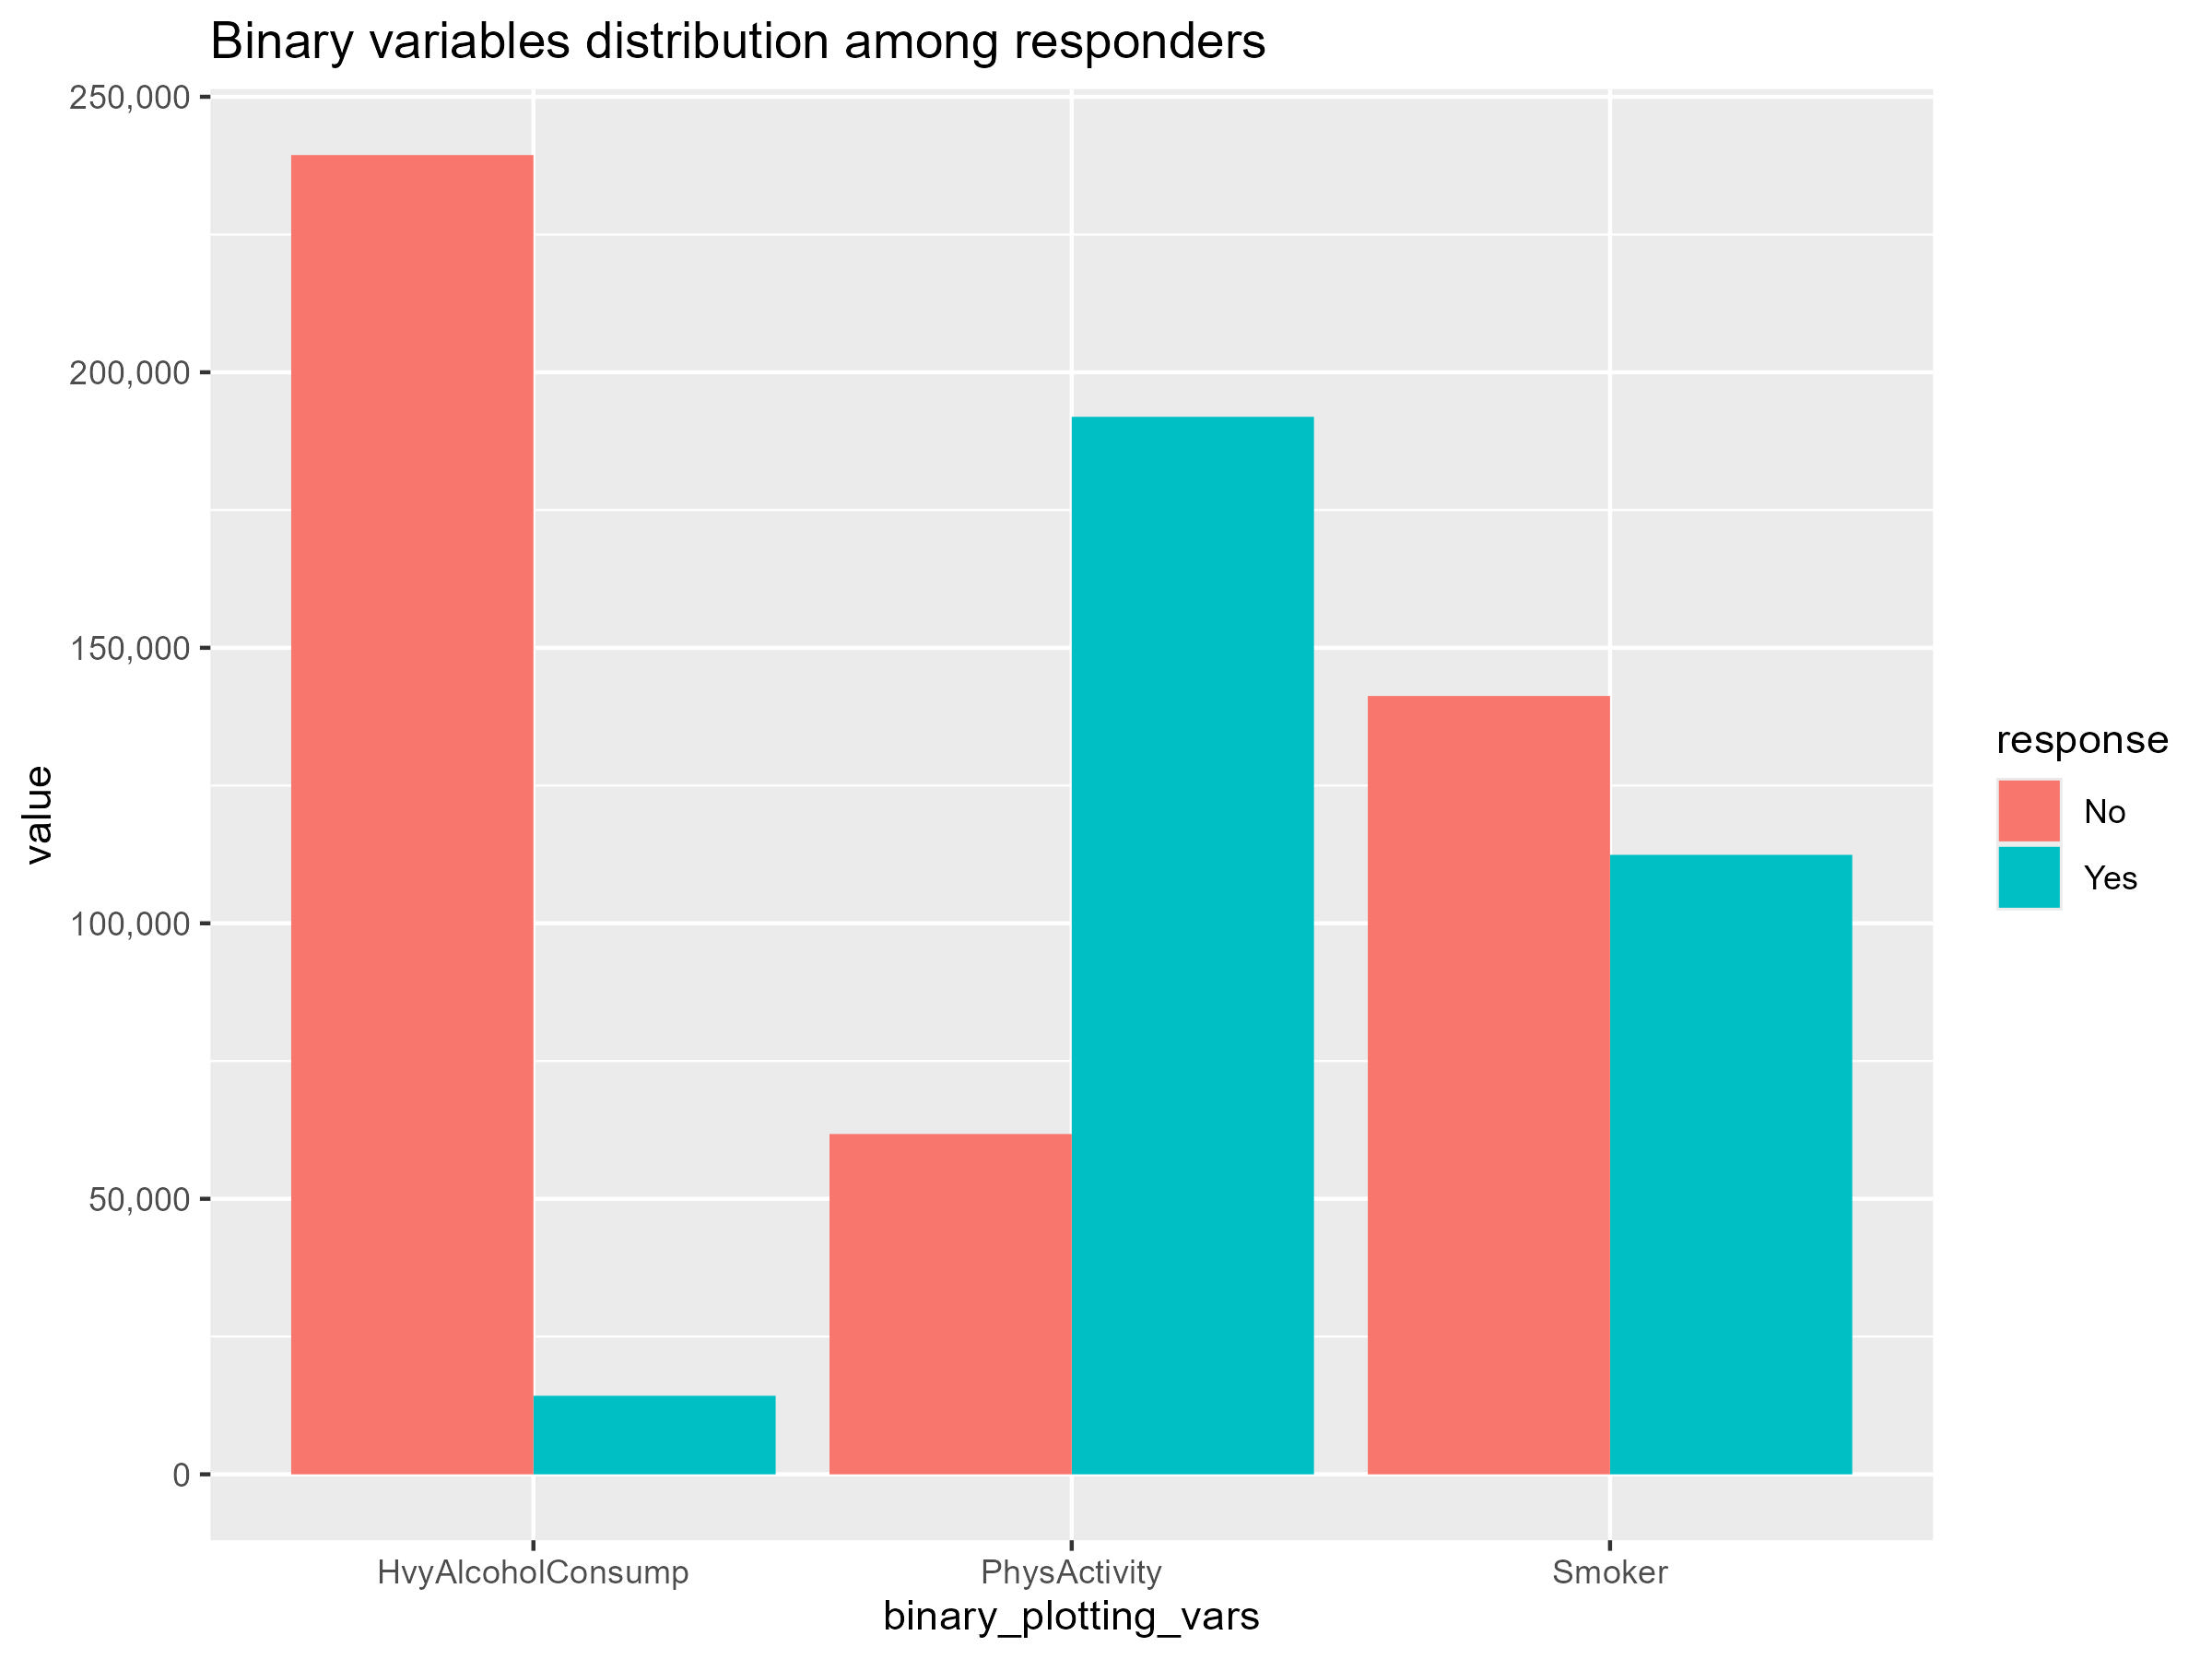 Binary variables distribution among responders
250,000
200,000
150,000
100,000
50,000
0
value
HvyAlcoholConsump
PhysActivity
Smoker
binary_plotting_vars
response
No
Yes